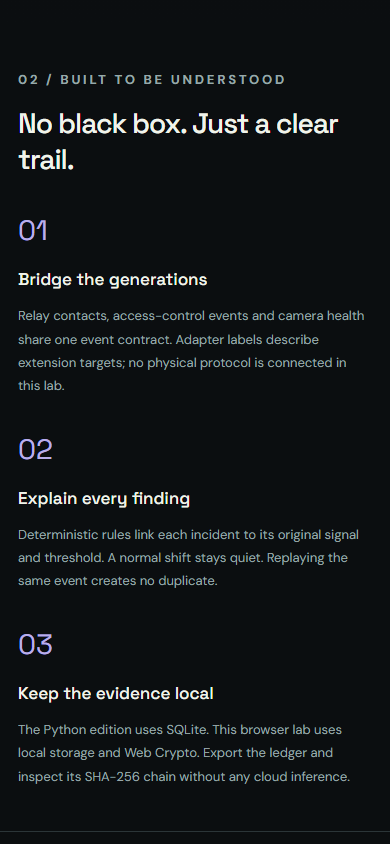 02 / BUILT TO BE UNDERSTOOD
No black box. Just a clear
trail.
01
Bridge the generations
Relay contacts, access-control events and camera health
share one event contract. Adapter labels describe
extension targets; no physical protocol is connected in
this lab.
02
Explain every finding
Deterministic rules link each incident to its original signal
and threshold. A normal shift stays quiet. Replaying the
same event creates no duplicate.
03
Keep the evidence local
The Python edition uses SQLite. This browser lab uses
local storage and Web Crypto. Export the ledger and
inspect its SHA-256 chain without any cloud inference.